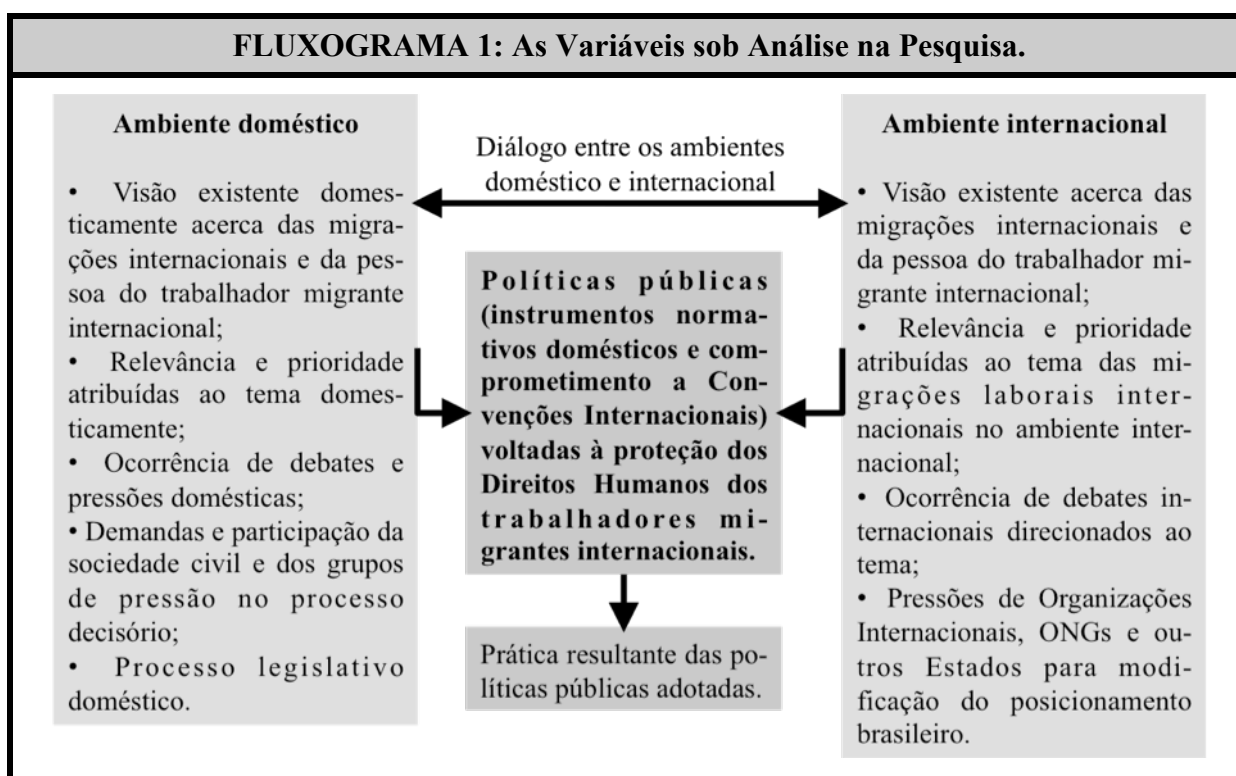 FLUXOGRAMA 1: As Variáveis sob Análise na Pesquisa.
Ambiente doméstico
• Visão existente domes-
ticamente acerca das migra-
ções internacionais e da pes-
soa do trabalhador migrante
internacional;
• Relevância e prioridade
atribuídas ao tema domes-
ticamente;
• Ocorrência de debates e
pressões domésticas;
• Demandas e participação da
sociedade civil e dos grupos
de pressão no processo
decisório;
• Processo legislativo
doméstico.
Diálogo entre os ambientes
doméstico e internacional
Políticas públicas
(instrumentos norma-
tivos domésticos e com-
prometimento a Con-
venções Internacionais)
voltadas à proteção dos
Direitos Humanos dos
trabalhadores mi-
grantes internacionais.
Prática resultante das po-
líticas públicas adotadas.
Ambiente internacional
• Visão existente acerca das
migrações internacionais e
da pessoa do trabalhador mi-
grante internacional;
• Relevância e prioridade
atribuídas ao tema das mi-
grações laborais inter-
nacionais no ambiente inter-
nacional;
• Ocorrência de debates in-
ternacionais direcionados ao
tema;
• Pressões de Organizações
Internacionais, ONGs e ou-
tros Estados para modi-
ficação do posicionamento
brasileiro.